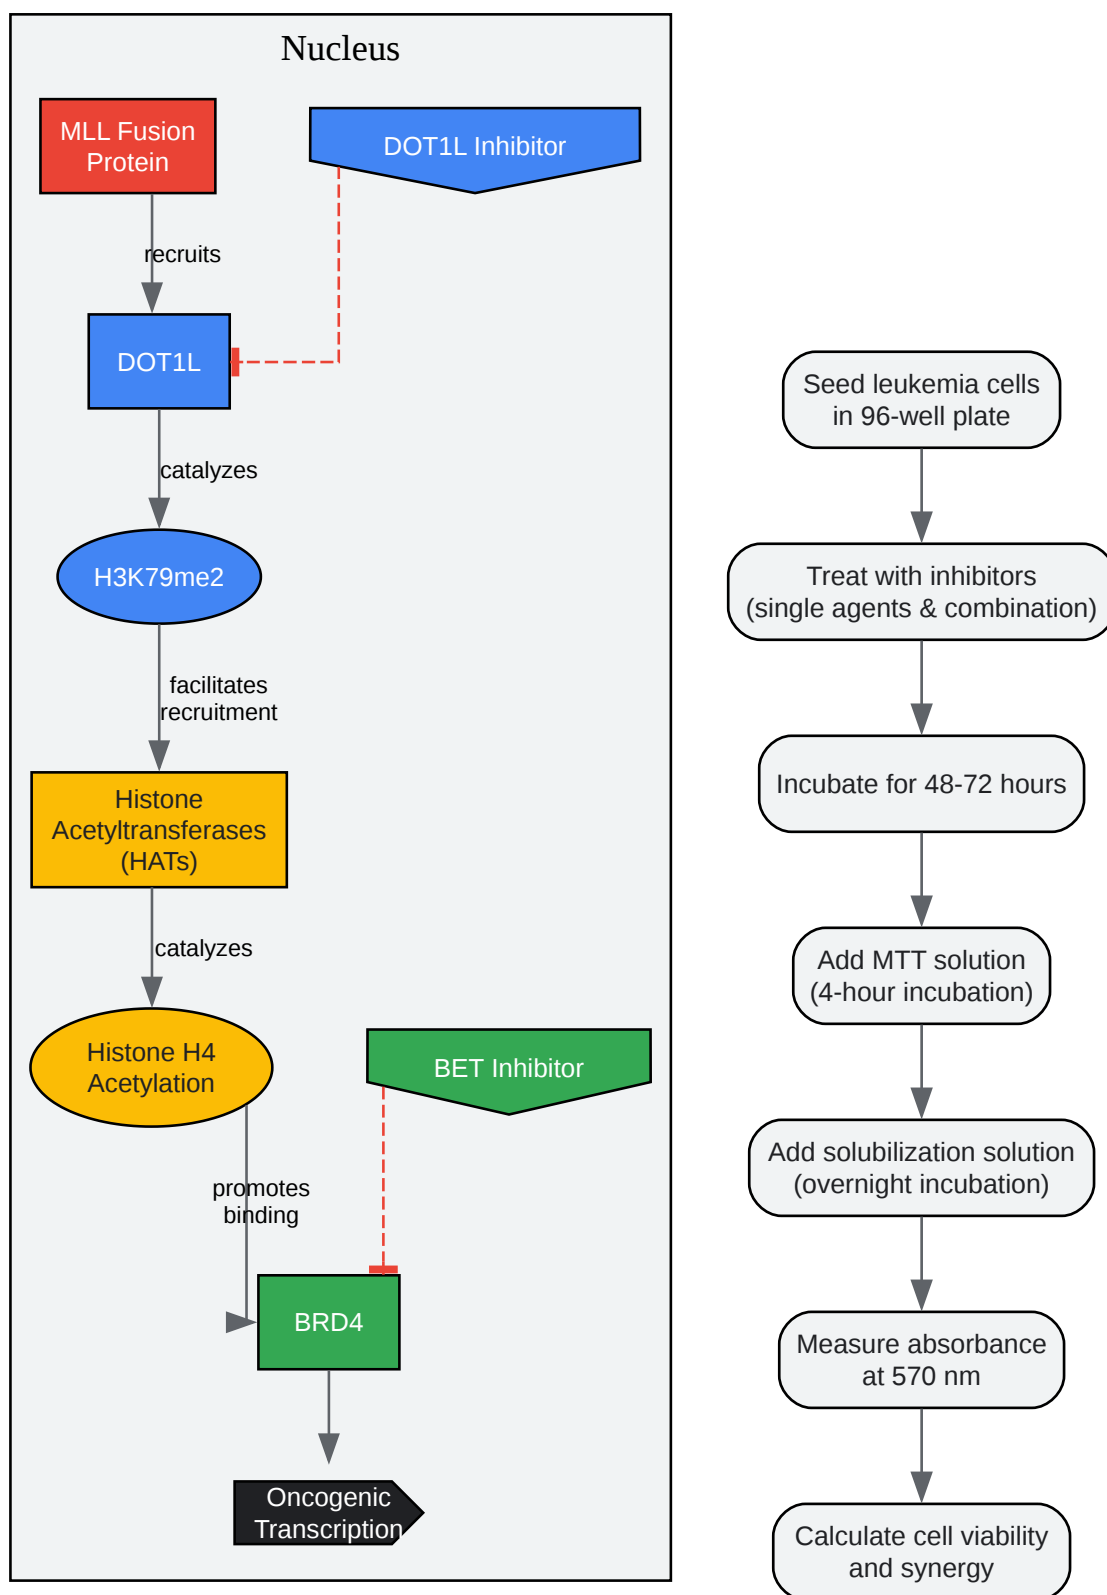 Nucleus
MLL Fusion
Protein
DOT1L Inhibitor
recruits
DOT1L
catalyzes
H3K79me2
facilitates
recruitment
Histone
Acetyltransferases
(HATs)
catalyzes
Histone H4
Acetylation
BET Inhibitor
promotes
binding
BRD4
Oncogenic
Transcription
Seed leukemia cells
in 96-well plate
Treat with inhibitors
(single agents & combination)
Incubate for 48-72 hours
Add MTT solution
(4-hour incubation)
Add solubilization solution
(overnight incubation)
Measure absorbance
at 570 nm
Calculate cell viability
and synergy